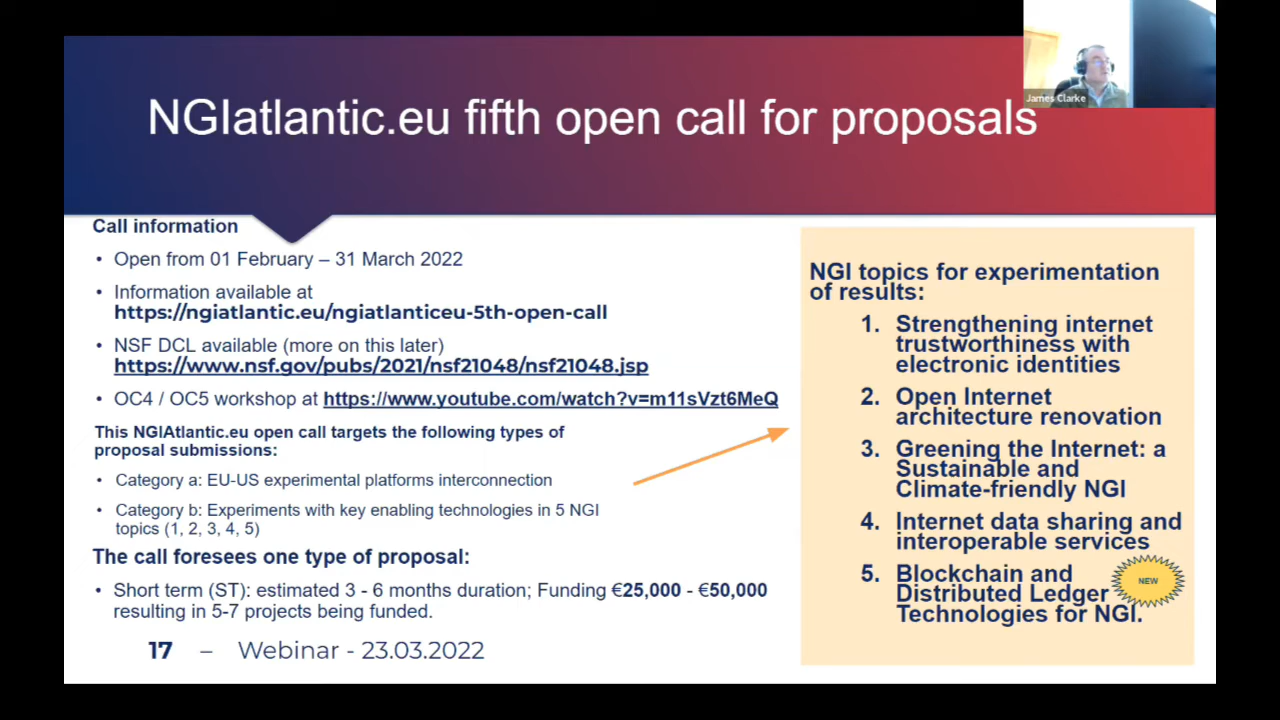 NGIatlantic.eu fifth open call for proposals
James Clarke
Call information
• Open from 01 February – 31 March 2022
• Information available at
https://ngiatlantic.eu/ngiatlanticeu-5th-open-call
• NSF DCL available (more on this later)
https://www.nsf.gov/pubs/2021/nsf21048/nsf21048.jsp
• OC4 / OC5 workshop at https://www.youtube.com/watch?v=m11sVzt6MeQ
This NGIAtlantic.eu open call targets the following types of
proposal submissions:
• Category a: EU-US experimental platforms interconnection
• Category b: Experiments with key enabling technologies in 5 NGI
topics (1, 2, 3, 4, 5)
The call foresees one type of proposal:
• Short term (ST): estimated 3 - 6 months duration; Funding €25,000 - €50,000
resulting in 5-7 projects being funded.
17 – Webinar - 23.03.2022
NGI topics for experimentation
of results:
1. Strengthening internet
trustworthiness with
electronic identities
2. Open Internet
architecture renovation
3. Greening the Internet: a
Sustainable and
Climate-friendly NGI
4. Internet data sharing and
interoperable services
5. Blockchain and
Distributed Ledger
Technologies for NGI.
NEW